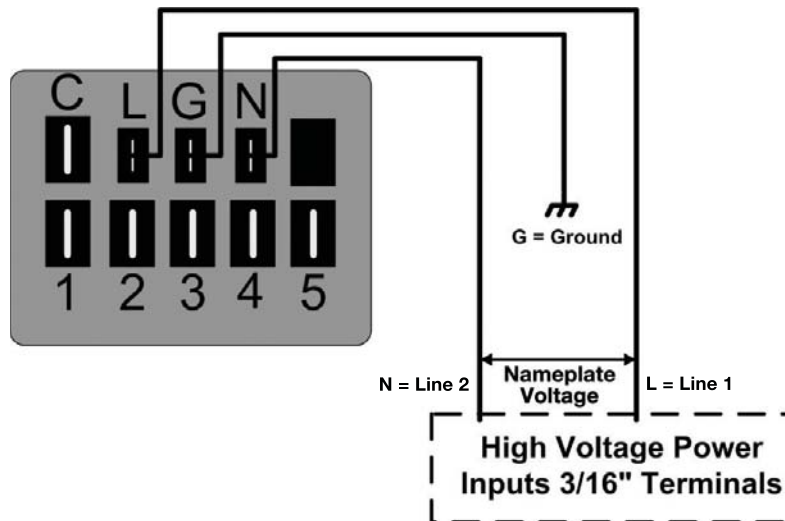 C L G N
1 2 3 4 5
G = Ground
N = Line 2
Nameplate
Voltage
L = Line 1
High Voltage Power
Inputs 3/16" Terminals